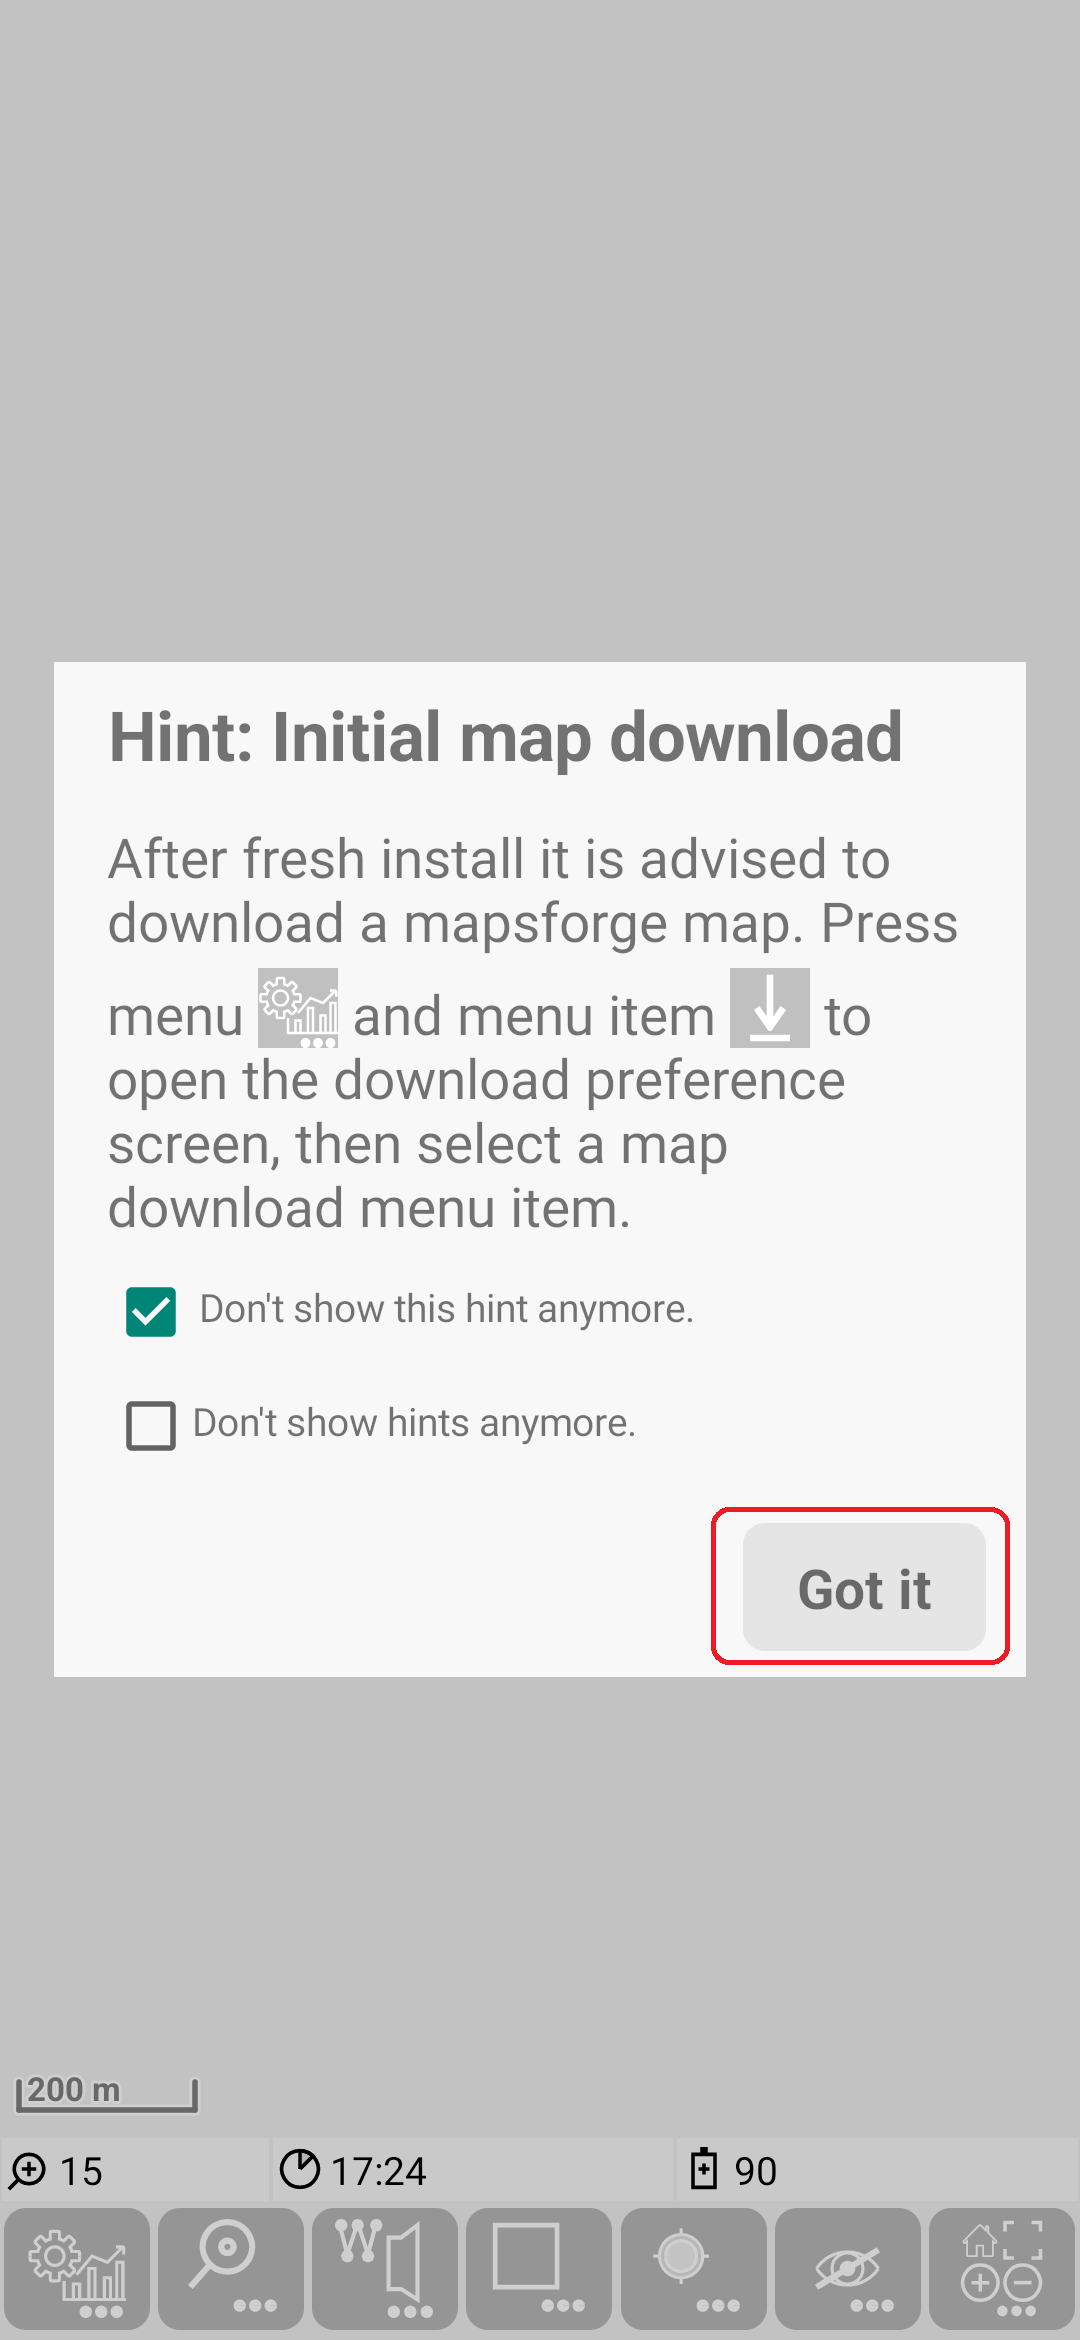 Hint: Initial map download
After fresh install it is advised to
download a mapsforge map. Press
menu and menu item to
open the download preference
screen, then select a map
download menu item.
Don't show this hint anymore.
Don't show hints anymore.
Got it
200 m
15 17:24 90